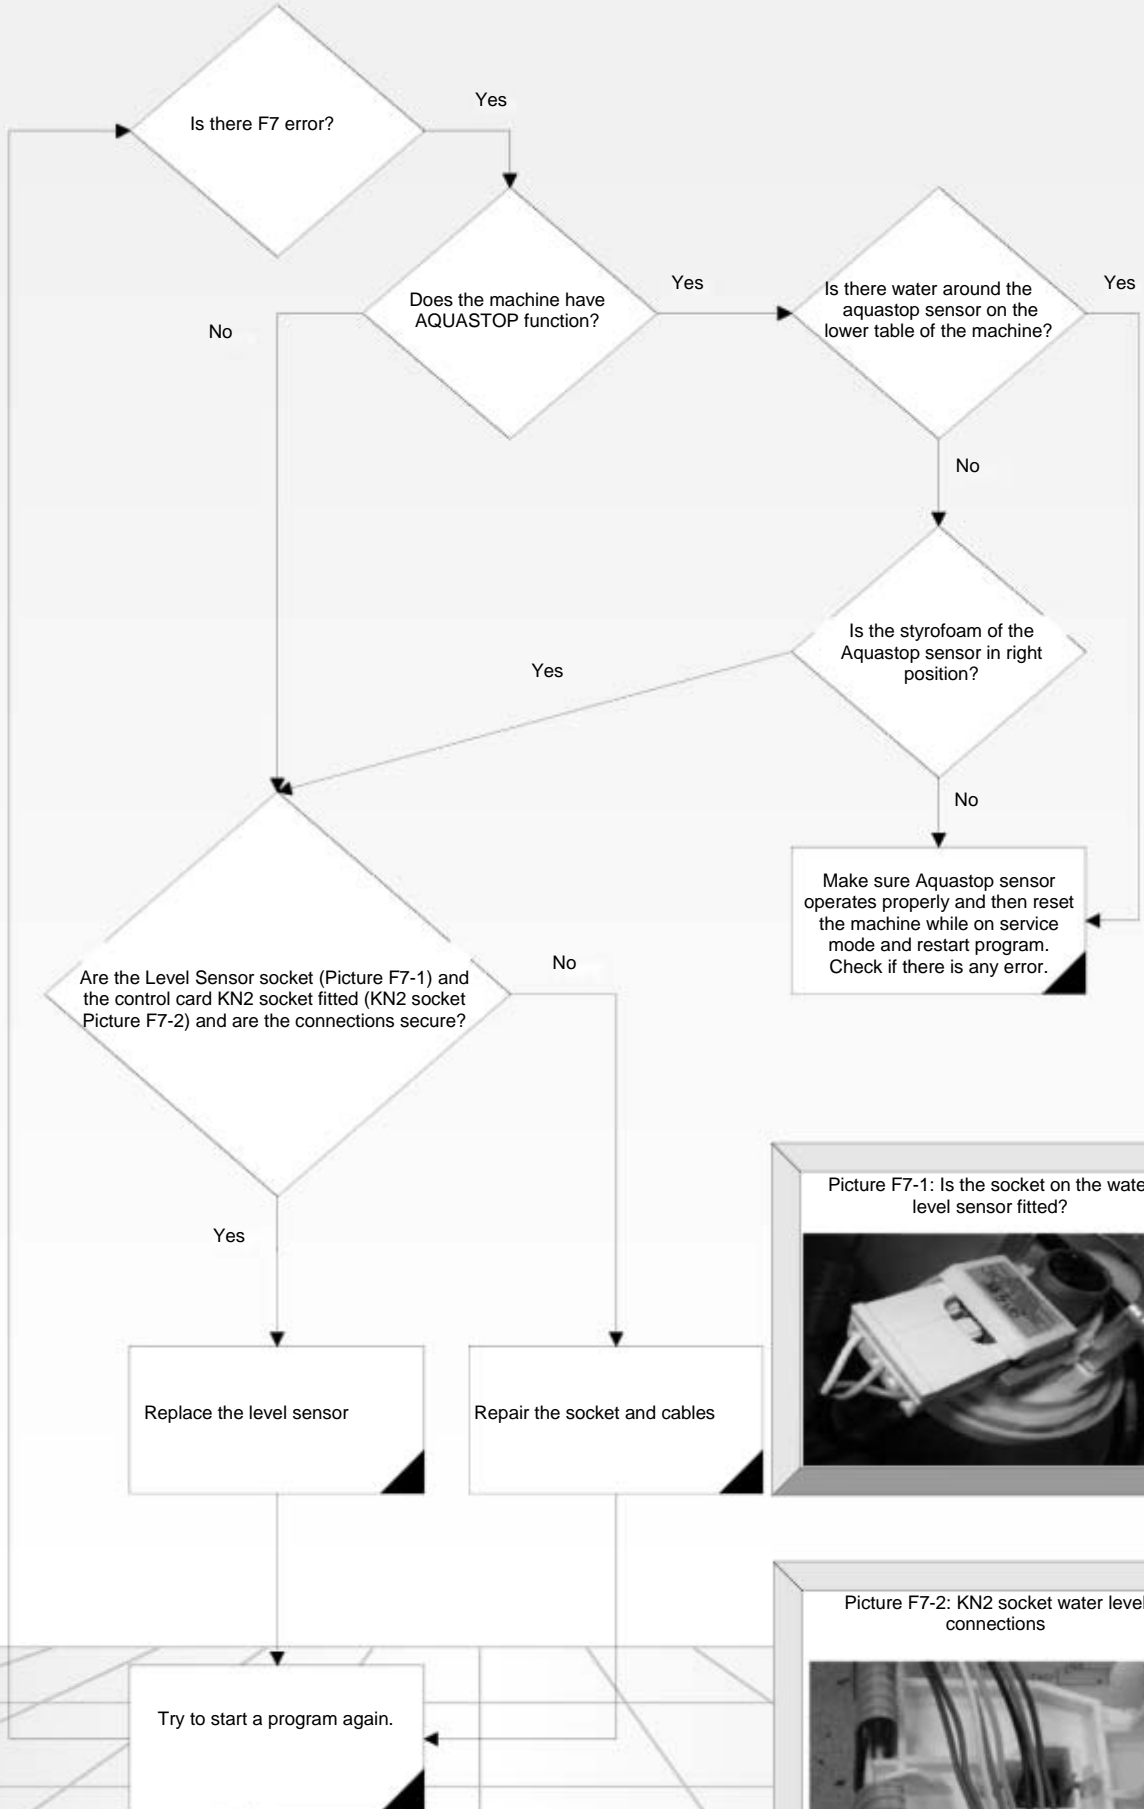 Is there F7 error?
Yes
Does the machine have
AQUASTOP function?
Yes
No
Is there water around the
aquastop sensor on the
lower table of the machine?
Yes
No
Is the styrofoam of the
Aquastop sensor in right
position?
Yes
No
Make sure Aquastop sensor
operates properly and then reset
the machine while on service
mode and restart program.
Check if there is any error.
Are the Level Sensor socket (Picture F7-1) and
the control card KN2 socket fitted (KN2 socket
Picture F7-2) and are the connections secure?
No
Yes
Replace the level sensor
Repair the socket and cables
Try to start a program again.
Picture F7-1: Is the socket on the wate
level sensor fitted?
Picture F7-2: KN2 socket water level
connections